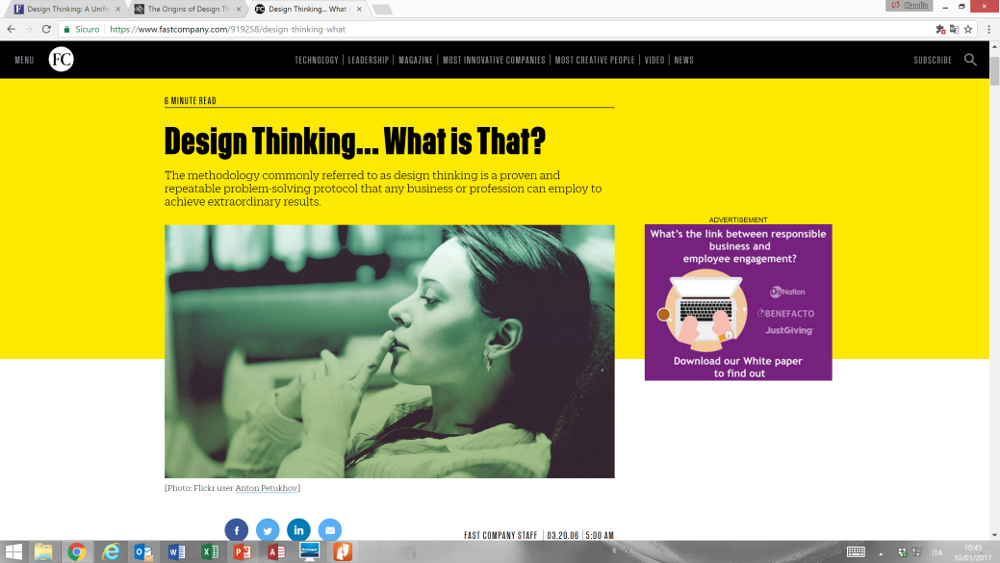 Design Thinking: A Unifi
The Origins of Design Th
Design Thinking... What i
Claudio
Sicuro
https://www.fastcompany.com/919258/design-thinking-what
MENU
FC
TECHNOLOGY | LEADERSHIP | MAGAZINE | MOST INNOVATIVE COMPANIES | MOST CREATIVE PEOPLE | VIDEO | NEWS
SUBSCRIBE
6 MINUTE READ
Design Thinking... What is That?
The methodology commonly referred to as design thinking is a proven and
repeatable problem-solving protocol that any business or profession can employ to
achieve extraordinary results.
ADVERTISEMENT
What's the link between responsible
business and
employee engagement?
DoNation
BENEFACTO
JustGiving
Download our White paper
to find out
[Photo: Flickr user Anton Petukhov]
FAST COMPANY STAFF | 03.20.06 | 5:00 AM
ITA
10:45
10/01/2017